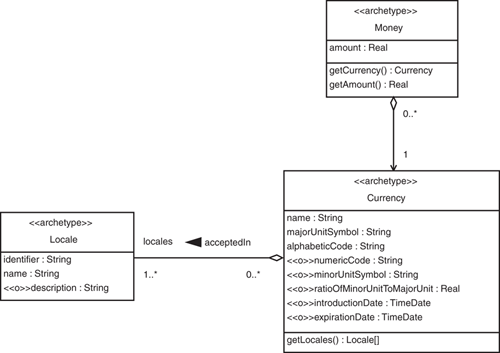 <<archetype>>
Money
amount : Real
getCurrency() : Currency
getAmount() : Real
0..*
1
<<archetype>>
Currency
name : String
majorUnitSymbol : String
alphabeticCode : String
<<o>>numericCode : String
<<o>>minorUnitSymbol : String
<<o>>ratioOfMinorUnitToMajorUnit : Real
<<o>>introductionDate : TimeDate
<<o>>expirationDate : TimeDate
getLocales() : Locale[]
locales
acceptedIn
1..*
0..*
<<archetype>>
Locale
identifier : String
name : String
<<o>>description : String